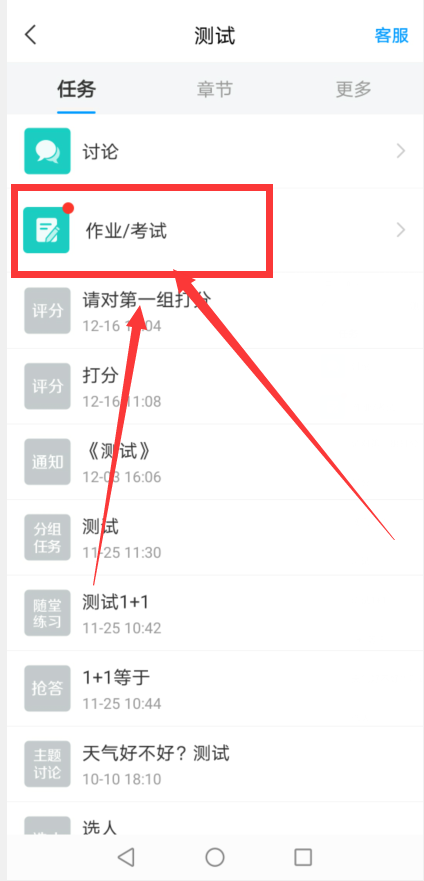 测试
客服
任务
章节
更多
讨论
作业/考试
评分
请对第一组打分
12-16
04
评分
打分
12-16 11:08
通知
《测试》
12-03 16:06
分组
任务
测试
11-25 11:30
随堂
练习
测试1+1
11-25 10:42
抢答
1+1等于
11-25 10:44
主题
讨论
天气好不好？测试
10-10 18:10
选人